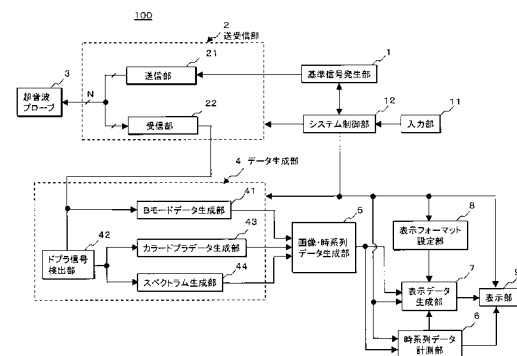 100
2
送受信部
21
送信部
1
基準信号発生部
3
超音波
プローブ
N
22
受信部
12
システム制御部
11
入力部
4 データ生成部
41
Bモードデータ生成部
42
ドプラ信号
検出部
43
カラードプラデータ生成部
44
スペクトラム生成部
5
画像・時系列
データ生成部
8
表示フォーマット
設定部
7
表示データ
生成部
9
表示部
6
時系列データ
計測部